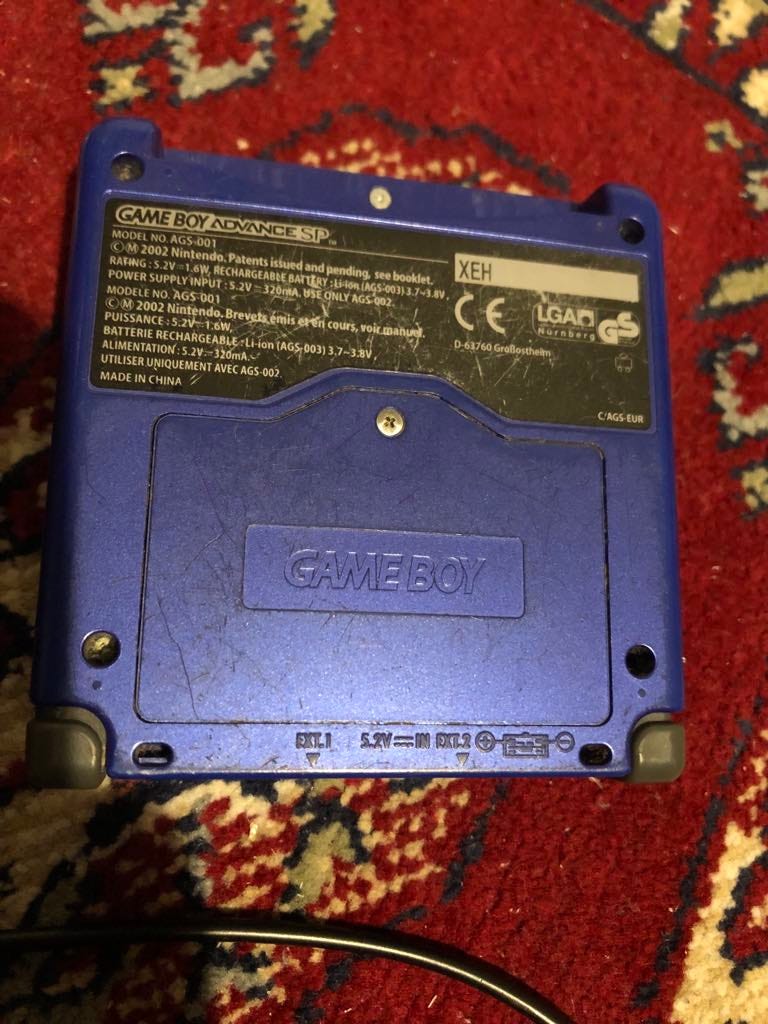 GAME BOY ADVANCE SP™
MODEL NO. AGS-001
©Ⓜ 2002 Nintendo. Patents issued and pending, see booklet.
RATING : 5.2V⎓1.6W, RECHARGEABLE BATTERY : Li-ion (AGS-003) 3.7~3.8V,
POWER SUPPLY INPUT : 5.2V⎓320mA. USE ONLY AGS-002.
MODELE NO. AGS-001
©Ⓜ 2002 Nintendo. Brevets émis et en cours, voir manuel.
PUISSANCE : 5.2V⎓1.6W,
BATTERIE RECHARGEABLE : Li-ion (AGS-003) 3.7~3.8V,
ALIMENTATION : 5.2V⎓320mA.
UTILISER UNIQUEMENT AVEC AGS-002.
MADE IN CHINA
XEH
CE
LGA
Nürnberg
GS
D-63760 Großostheim
C/AGS-EUR
GAME BOY
EXT.1 5.2V⎓IN EXT.2